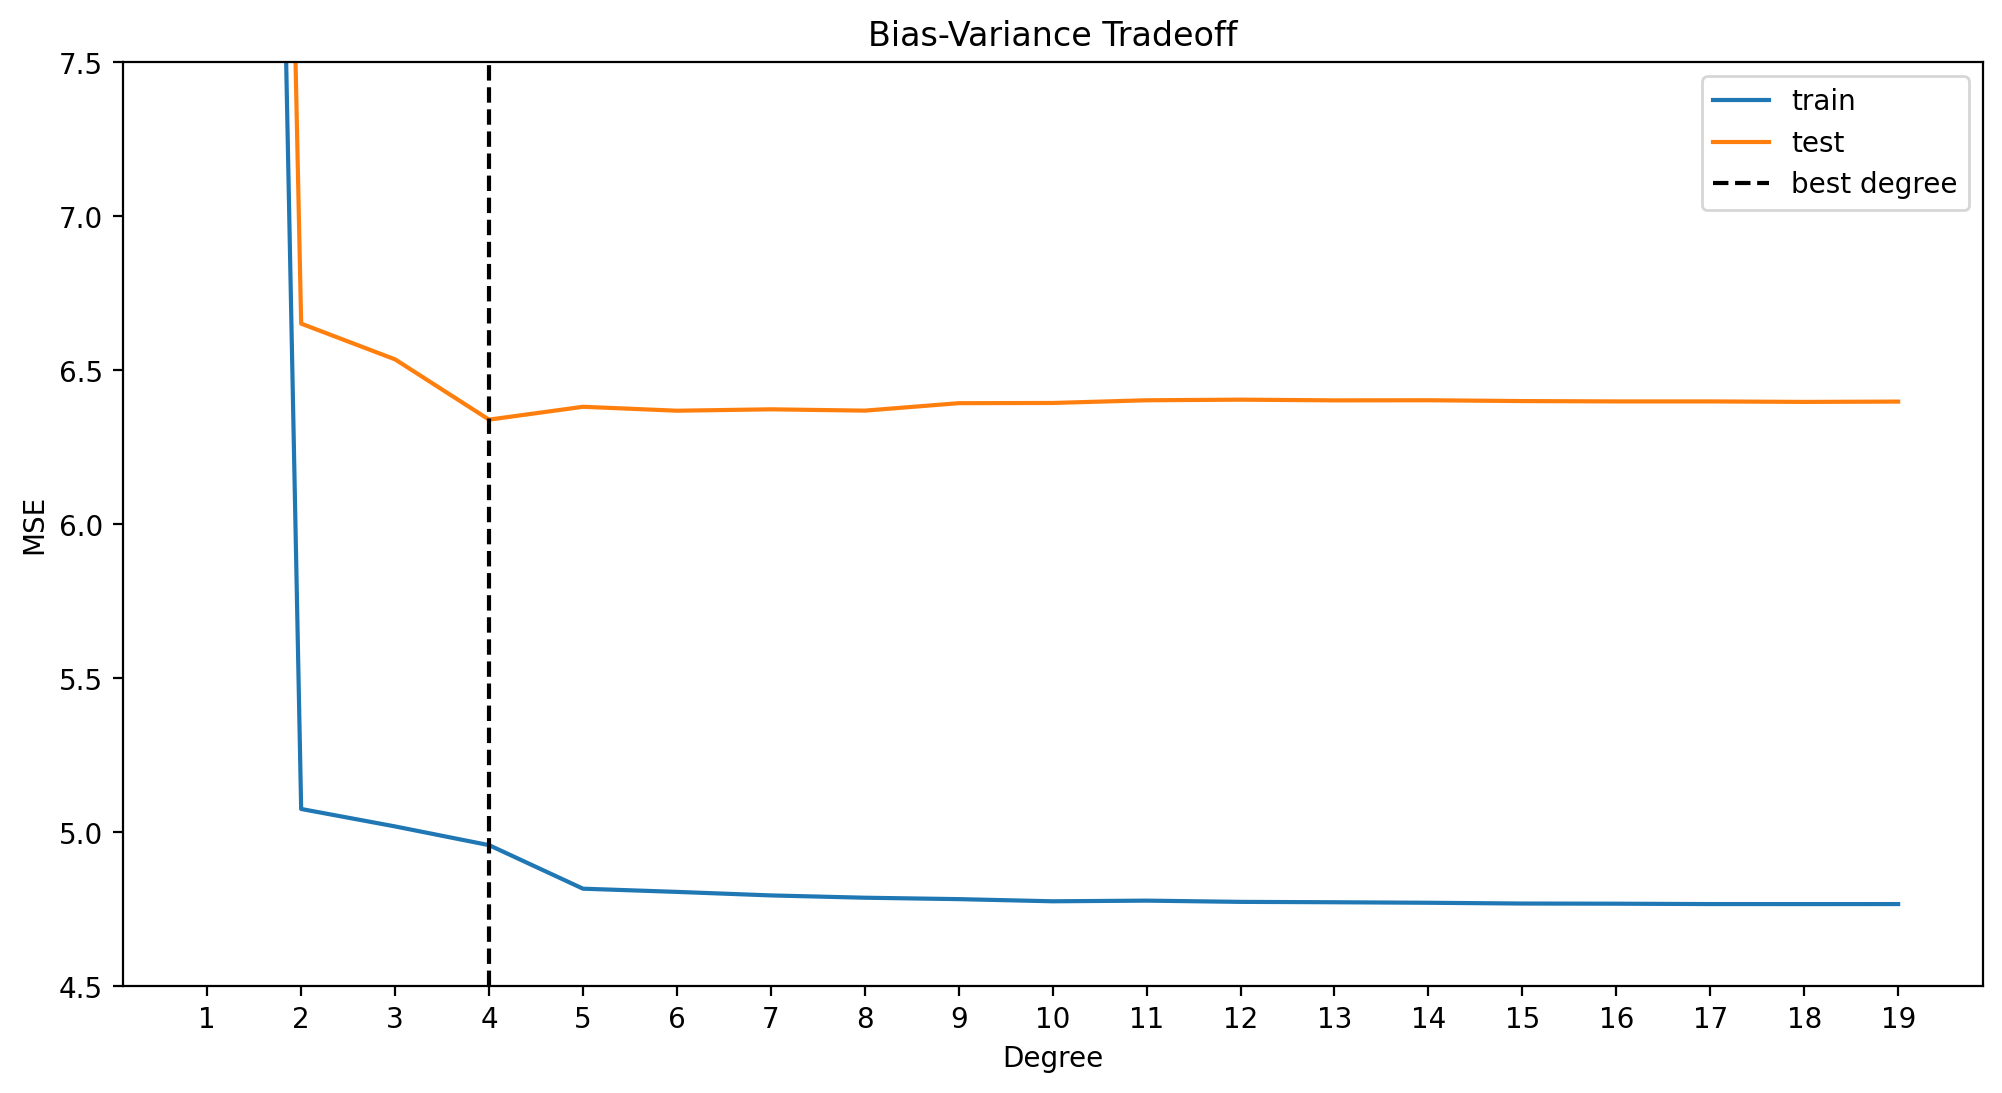 Bias-Variance Tradeoff
7.5
7.0
6.5
6.0
5.5
5.0
4.5
MSE
train
test
best degree
1 2 3 4 5 6 7 8 9 10 11 12 13 14 15 16 17 18 19
Degree